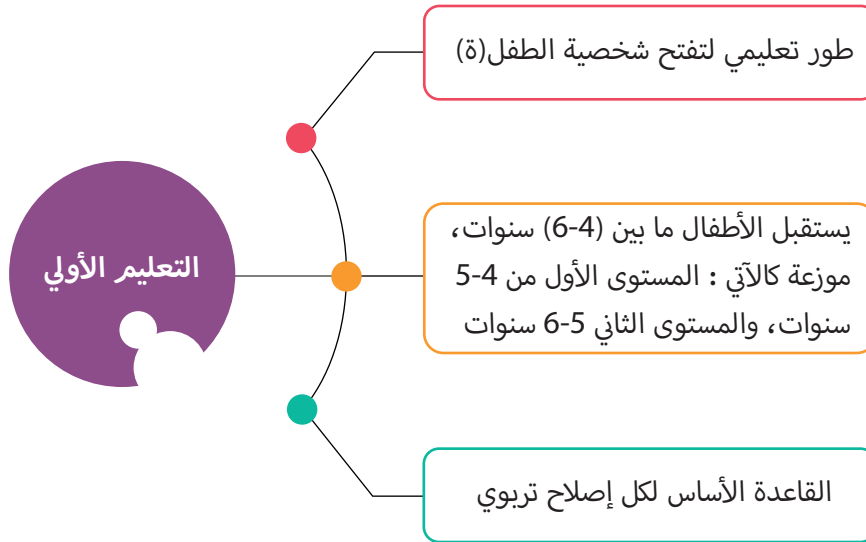 طور تعليمي لتفتح شخصية الطفل(ة)
التعليم الأولي
يستقبل الأطفال ما بين (4-6) سنوات،
موزعة كالآتي : المستوى الأول من 4-5
سنوات، والمستوى الثاني 5-6 سنوات
القاعدة الأساس لكل إصلاح تربوي